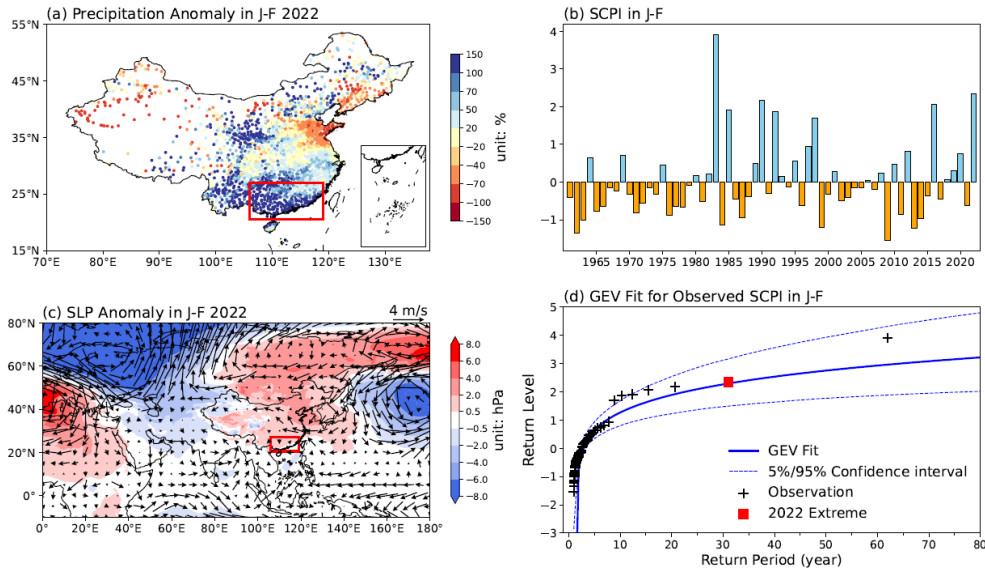 (a) Precipitation Anomaly in J-F 2022
55°N
45°N
35°N
25°N
15°N
70°E 80°E 90°E 100°E 110°E 120°E 130°E
150
100
70
50
20
-20
-50
-70
-100
-150
unit: %
(b) SCPI in J-F
4
3
2
1
0
−1
1965 1970 1975 1980 1985 1990 1995 2000 2005 2010 2015 2020
(c) SLP Anomaly in J-F 2022
4 m/s
80°N
60°N
40°N
20°N
0°
0° 20°E 40°E 60°E 80°E 100°E 120°E 140°E 160°E 180°
8.0
6.0
4.0
2.0
0.5
−0.5
−2.0
−4.0
−6.0
−8.0
unit: hPa
(d) GEV Fit for Observed SCPI in J-F
Return Level
5
4
3
2
1
0
−1
−2
−3
GEV Fit
5%/95% Confidence interval
Observation
2022 Extreme
0 10 20 30 40 50 60 70 80
Return Period (year)